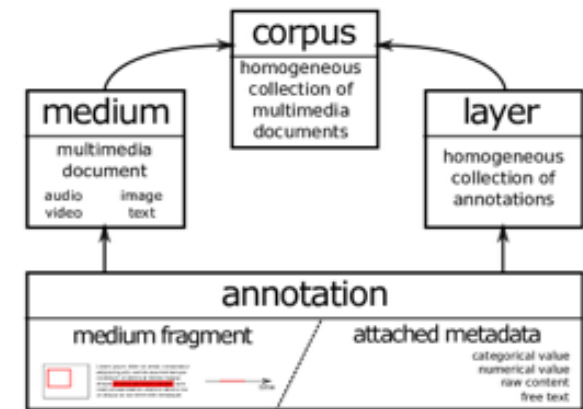 corpus
homogeneous
collection of
multimedia
documents
medium
multimedia
document
audio image
video text
layer
homogeneous
collection of
annotations
annotation
medium fragment
attached metadata
categorical value
numerical value
raw content
free text